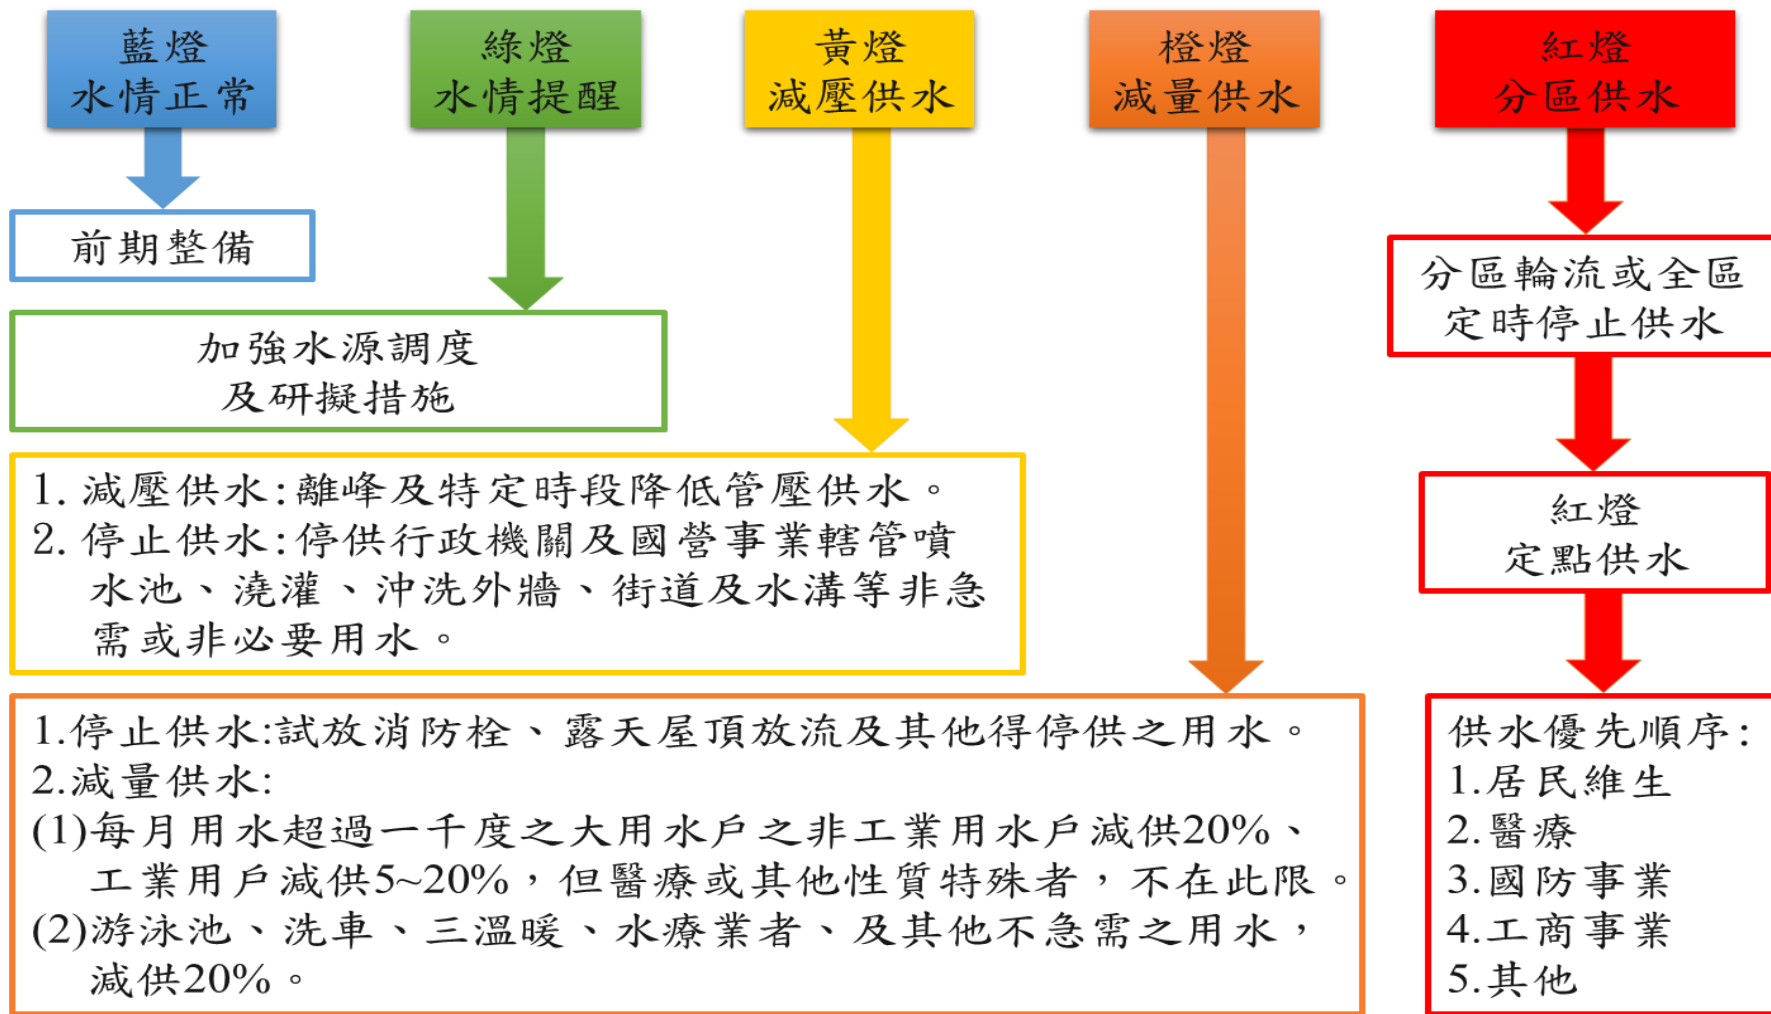 藍燈
水情正常
綠燈
水情提醒
黃燈
減壓供水
橙燈
減量供水
紅燈
分區供水
前期整備
加強水源調度
及研擬措施
1. 減壓供水:離峰及特定時段降低管壓供水。
2. 停止供水:停供行政機關及國營事業轄管噴
水池、澆灌、沖洗外牆、街道及水溝等非急
需或非必要用水。
1.停止供水:試放消防栓、露天屋頂放流及其他得停供之用水。
2.減量供水:
(1)每月用水超過一千度之大用水戶之非工業用水戶減供20%、
工業用戶減供5~20%，但醫療或其他性質特殊者，不在此限。
(2)游泳池、洗車、三溫暖、水療業者、及其他不急需之用水，
減供20%。
分區輪流或全區
定時停止供水
紅燈
定點供水
供水優先順序:
1.居民維生
2.醫療
3.國防事業
4.工商事業
5.其他